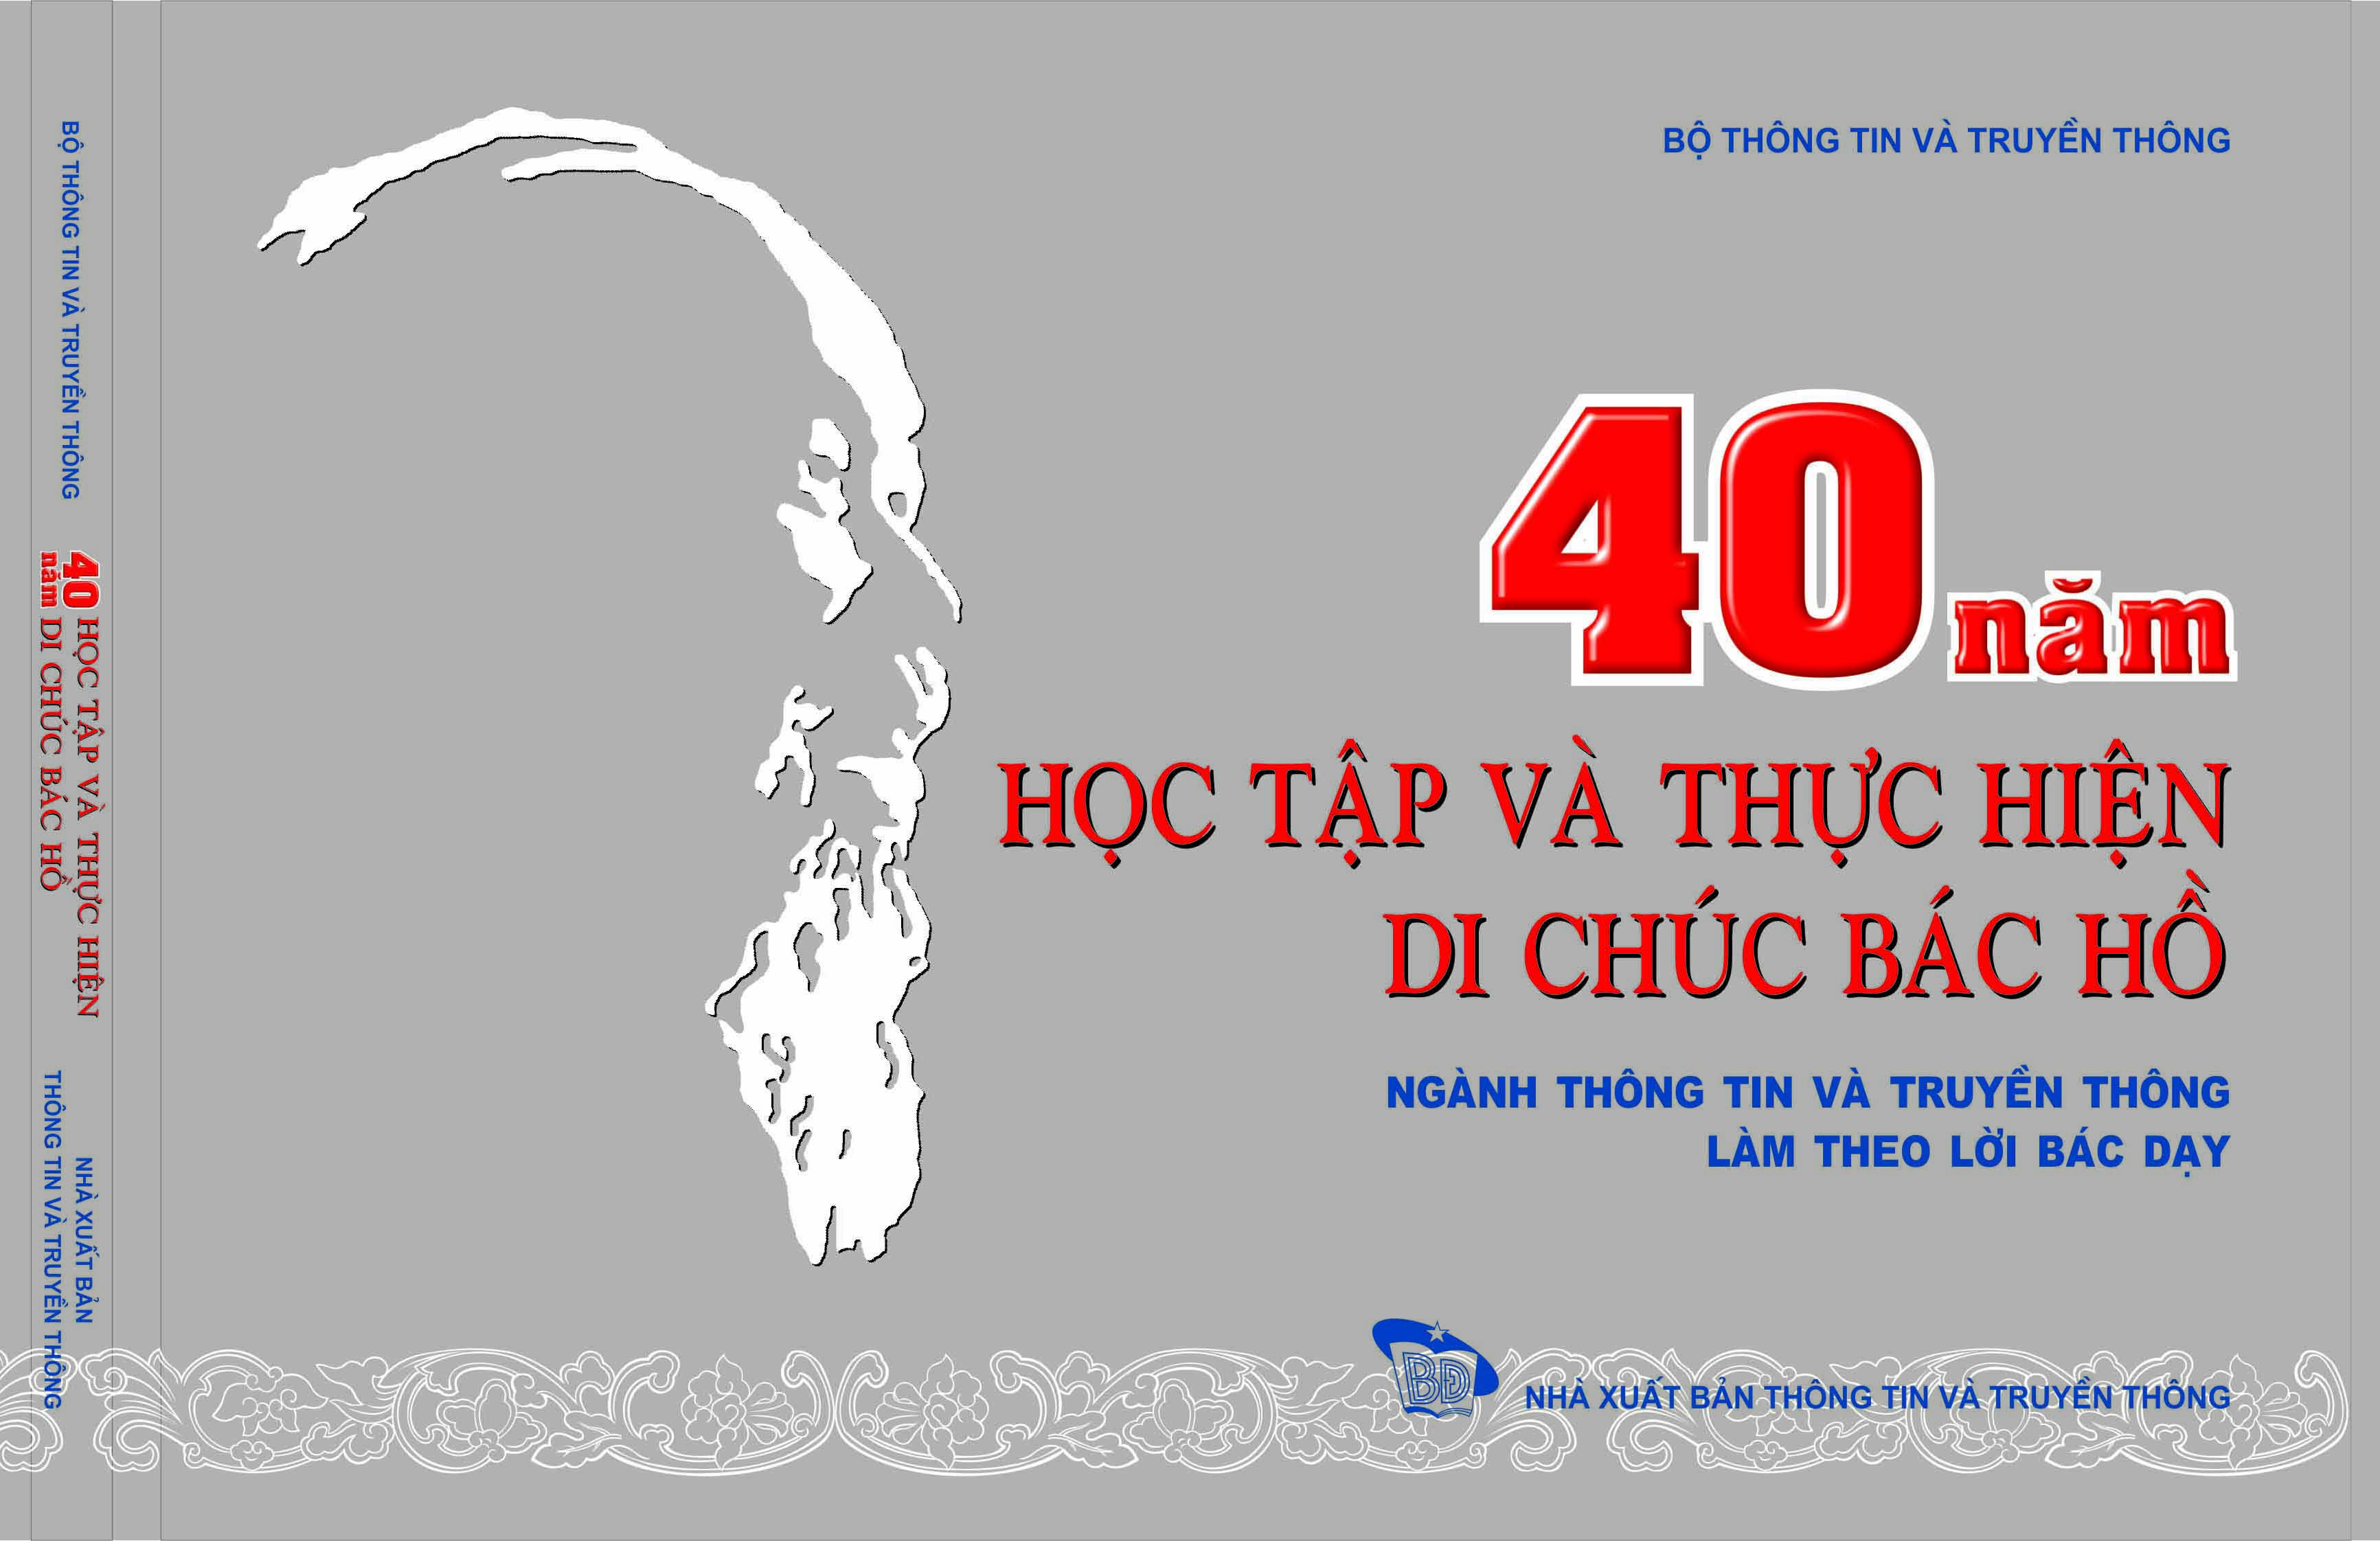 BỘ THÔNG TIN VÀ TRUYỀN THÔNG
40 năm
HỌC TẬP VÀ THỰC HIỆN
DI CHÚC BÁC HỒ
NHÀ XUẤT BẢN
THÔNG TIN VÀ TRUYỀN THÔNG
BỘ THÔNG TIN VÀ TRUYỀN THÔNG
40 năm
HỌC TẬP VÀ THỰC HIỆN
DI CHÚC BÁC HỒ
NGÀNH THÔNG TIN VÀ TRUYỀN THÔNG
LÀM THEO LỜI BÁC DẠY
BĐ
NHÀ XUẤT BẢN THÔNG TIN VÀ TRUYỀN THÔNG